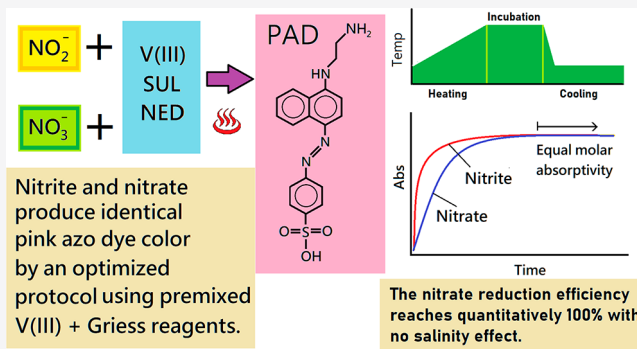 NO₂⁻ +
V(III)
SUL
NED
NO₃⁻ +
PAD
NH₂
HN
N
N
O=S=O
OH
Nitrite and nitrate
produce identical
pink azo dye color
by an optimized
protocol using premixed
V(III) + Griess reagents.
Temp
Incubation
Heating
Cooling
Abs
Equal molar
absorptivity
Nitrite
Nitrate
Time
The nitrate reduction efficiency
reaches quantitatively 100% with
no salinity effect.